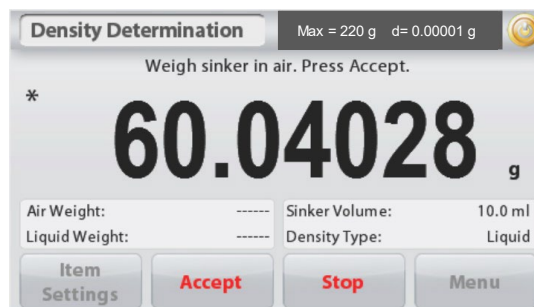 Density Determination Max = 220 g d= 0.00001 g
Weigh sinker in air. Press Accept.
*
60.04028 g
Air Weight: ------ Sinker Volume: 10.0 ml
Liquid Weight: ------ Density Type: Liquid
Item Settings Accept Stop Menu